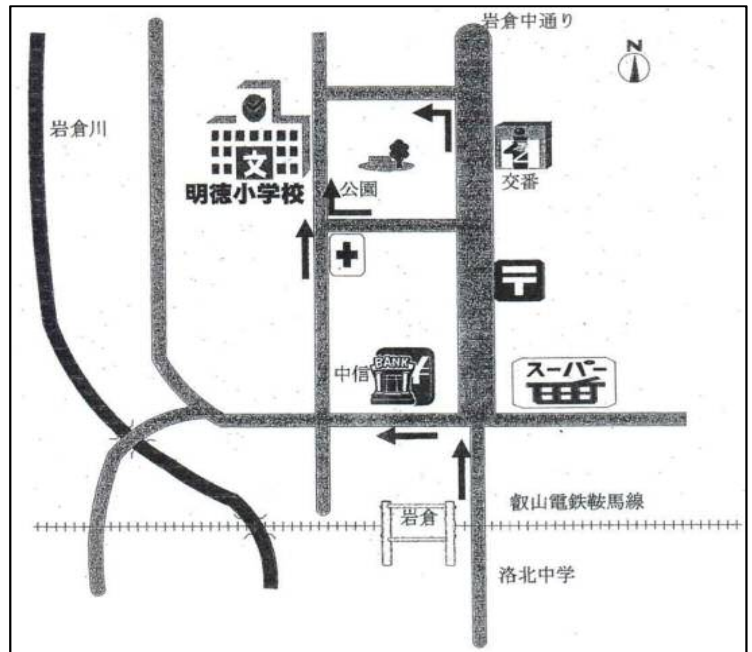 岩倉中通り
N
岩倉川
文
明徳小学校
公園
交番
〒
中信
BANK
スーパー
岩倉
叡山電鉄鞍馬線
洛北中学